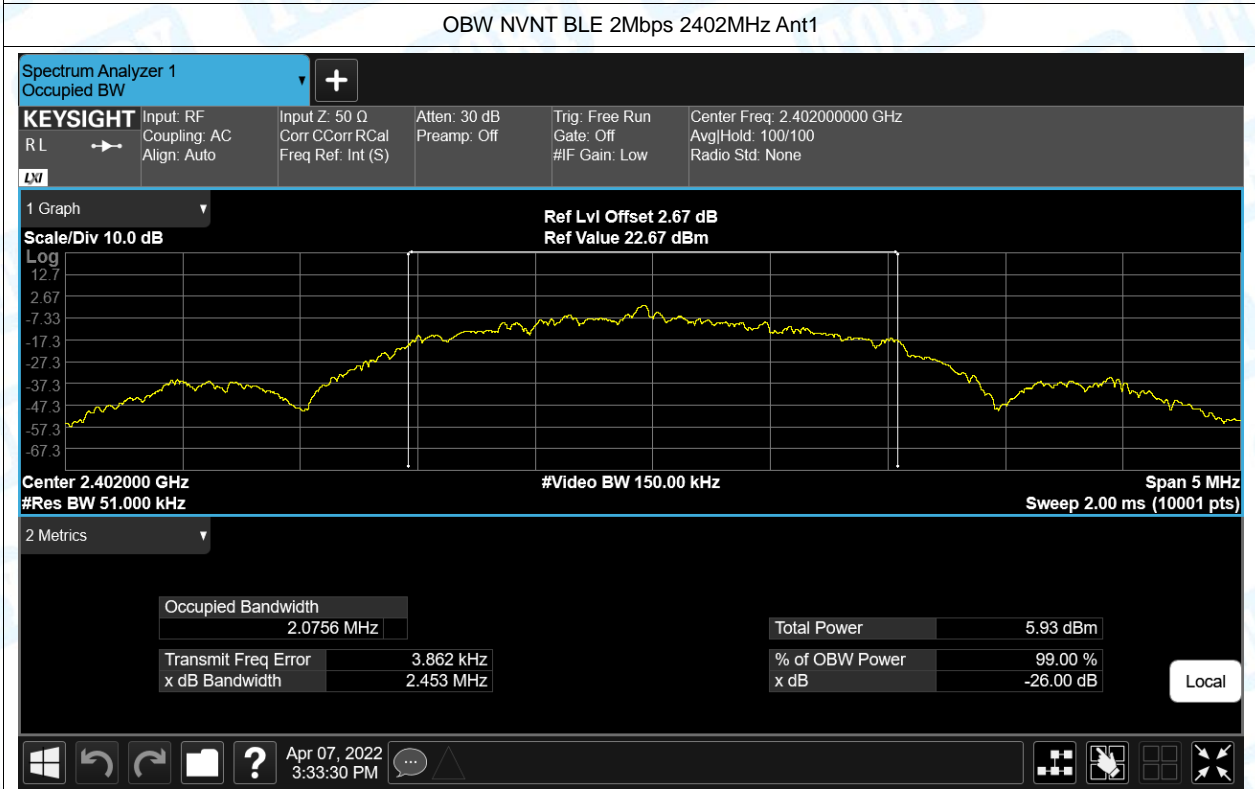 OBW NVNT BLE 2Mbps 2402MHz Ant1
Spectrum Analyzer 1
Occupied BW
KEYSIGHT
R L
LXI
Input: RF
Coupling: AC
Align: Auto
Input Z: 50 Ω
Corr CCorr RCal
Freq Ref: Int (S)
Atten: 30 dB
Preamp: Off
Trig: Free Run
Gate: Off
#IF Gain: Low
Center Freq: 2.402000000 GHz
Avg|Hold: 100/100
Radio Std: None
1 Graph
Scale/Div 10.0 dB
Ref Lvl Offset 2.67 dB
Ref Value 22.67 dBm
Log
12.7
2.67
-7.33
-17.3
-27.3
-37.3
-47.3
-57.3
-67.3
Center 2.402000 GHz
#Res BW 51.000 kHz
#Video BW 150.00 kHz
Span 5 MHz
Sweep 2.00 ms (10001 pts)
2 Metrics
Occupied Bandwidth
2.0756 MHz
Transmit Freq Error 3.862 kHz
x dB Bandwidth 2.453 MHz
Total Power 5.93 dBm
% of OBW Power 99.00 %
x dB -26.00 dB
Local
?
Apr 07, 2022
3:33:30 PM
TOBY